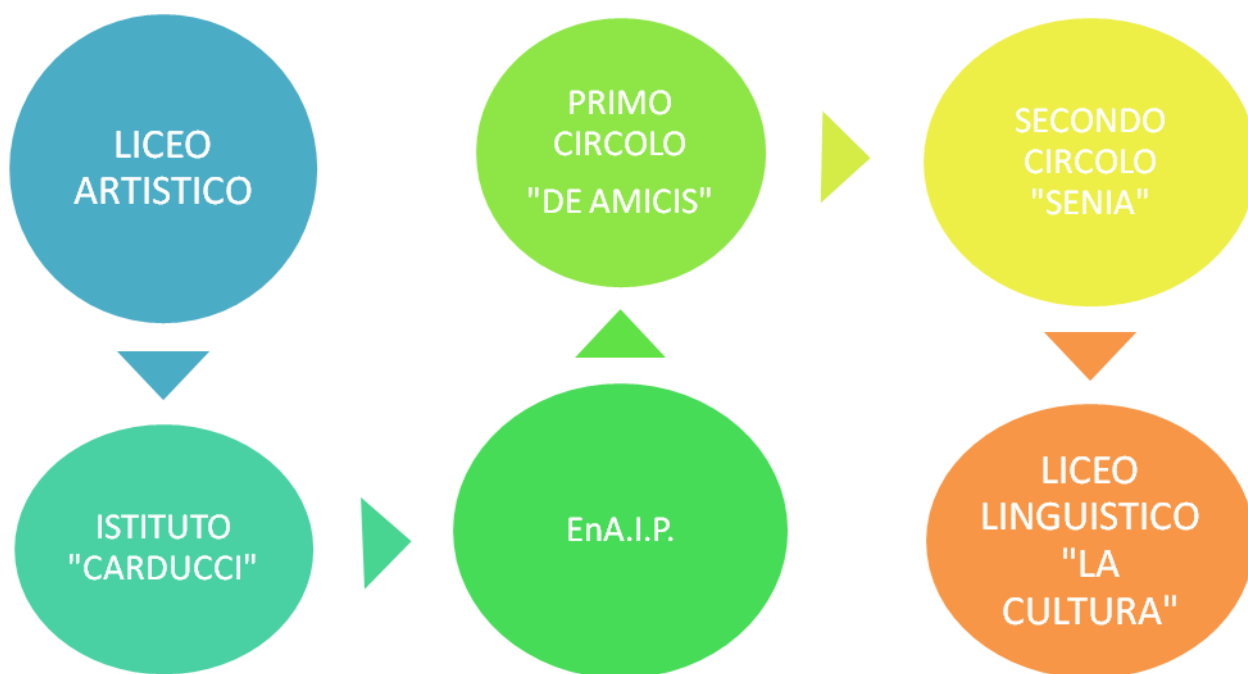 LICEO
ARTISTICO
ISTITUTO
"CARDUCCI"
EnA.I.P.
PRIMO
CIRCOLO
"DE AMICIS"
SECONDO
CIRCOLO
"SENIA"
LICEO
LINGUISTICO
"LA
CULTURA"